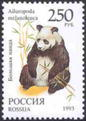 Ailuropoda
melanoleuca
250
РУБ
Большая панда
РОССИЯ
ROSSIJA 1993